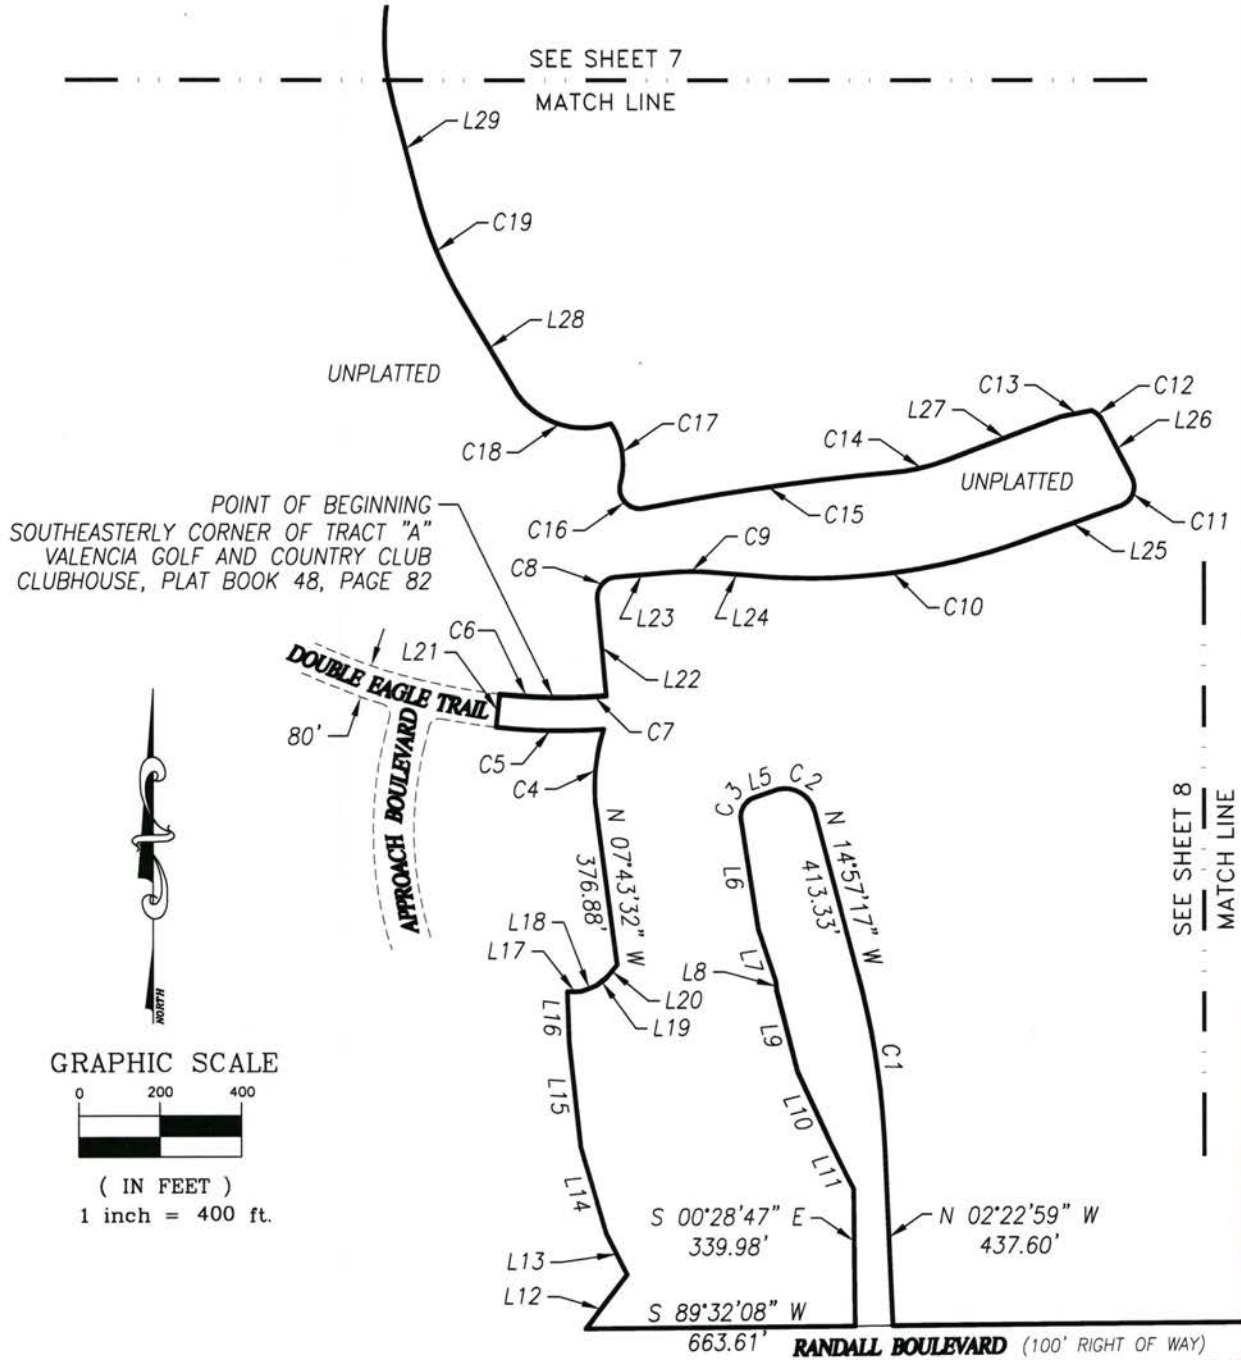 SEE SHEET 7
MATCH LINE
L29
C19
L28
UNPLATTED
C17
C18
C13
C12
L27
L26
C14
UNPLATTED
C15
C16
C11
L25
POINT OF BEGINNING
SOUTHEASTERLY CORNER OF TRACT "A"
VALENCIA GOLF AND COUNTRY CLUB
CLUBHOUSE, PLAT BOOK 48, PAGE 82
C9
C8
L23
L24
C10
C6
L21
L22
DOUBLE EAGLE TRAIL
80'
C7
C5
C4
APPROACH BOULEVARD
C3
L5
C2
N 07°43'32" W
376.88'
L6
N 14°57'17" W
413.33'
SEE SHEET 8
MATCH LINE
L18
L17
L20
L19
L16
L7
L8
L9
C1
NORTH
GRAPHIC SCALE
0 200 400
( IN FEET )
1 inch = 400 ft.
L15
L10
L11
L14
L13
L12
S 00°28'47" E
339.98'
N 02°22'59" W
437.60'
S 89°32'08" W
663.61'
RANDALL BOULEVARD (100' RIGHT OF WAY)